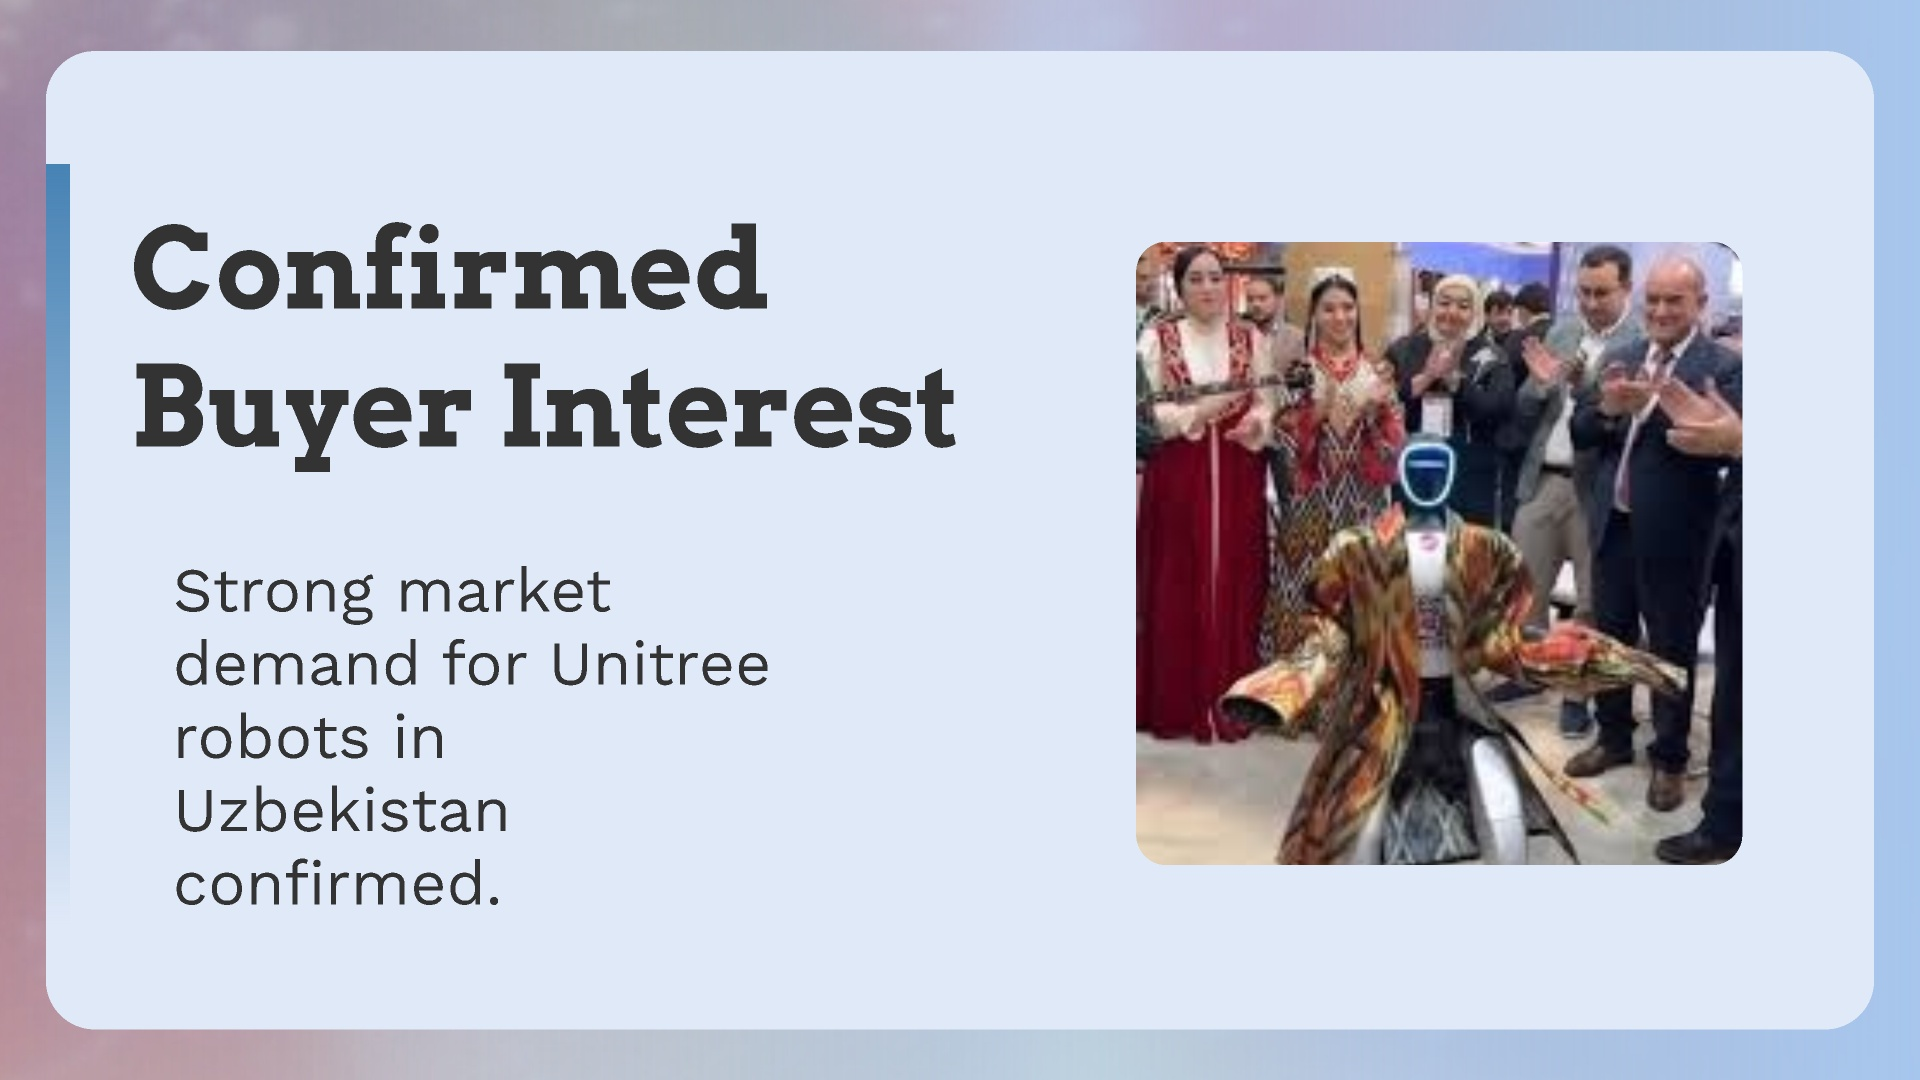 Confirmed
Buyer Interest
Strong market
demand for Unitree
robots in
Uzbekistan
confirmed.